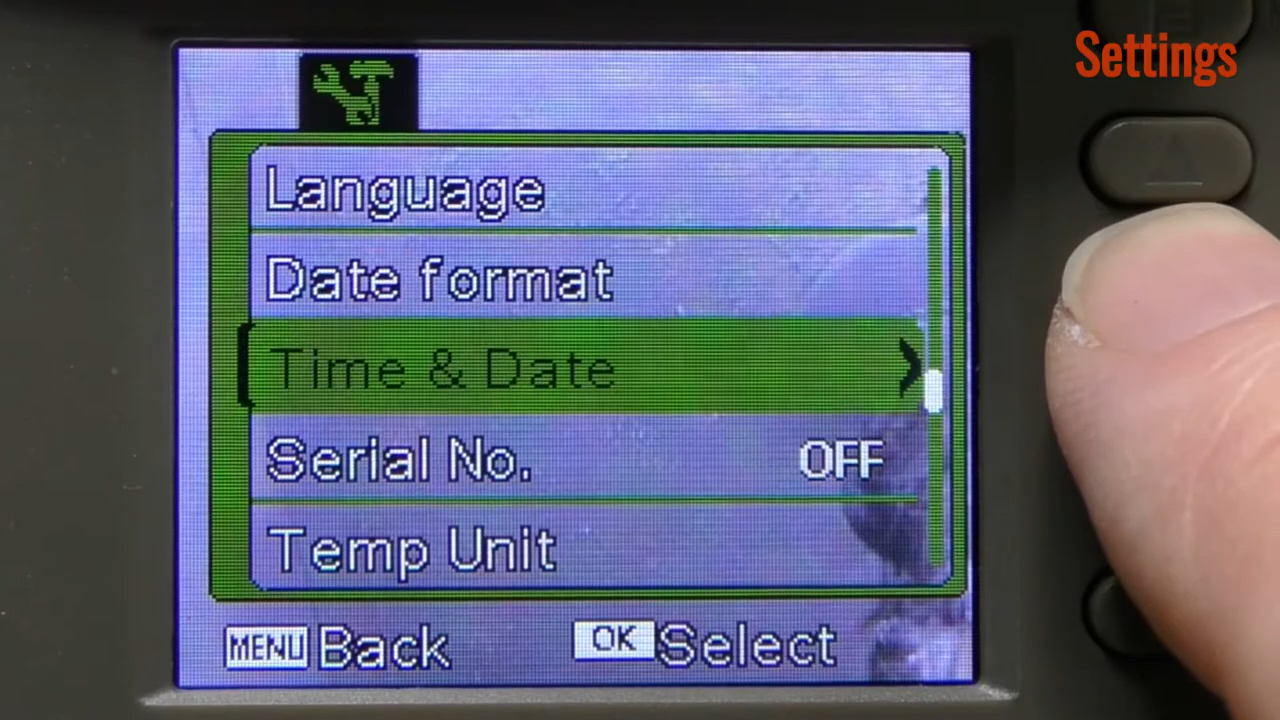 Settings
Language
Date format
Time & Date
Serial No. OFF
Temp Unit
MENU Back OK Select